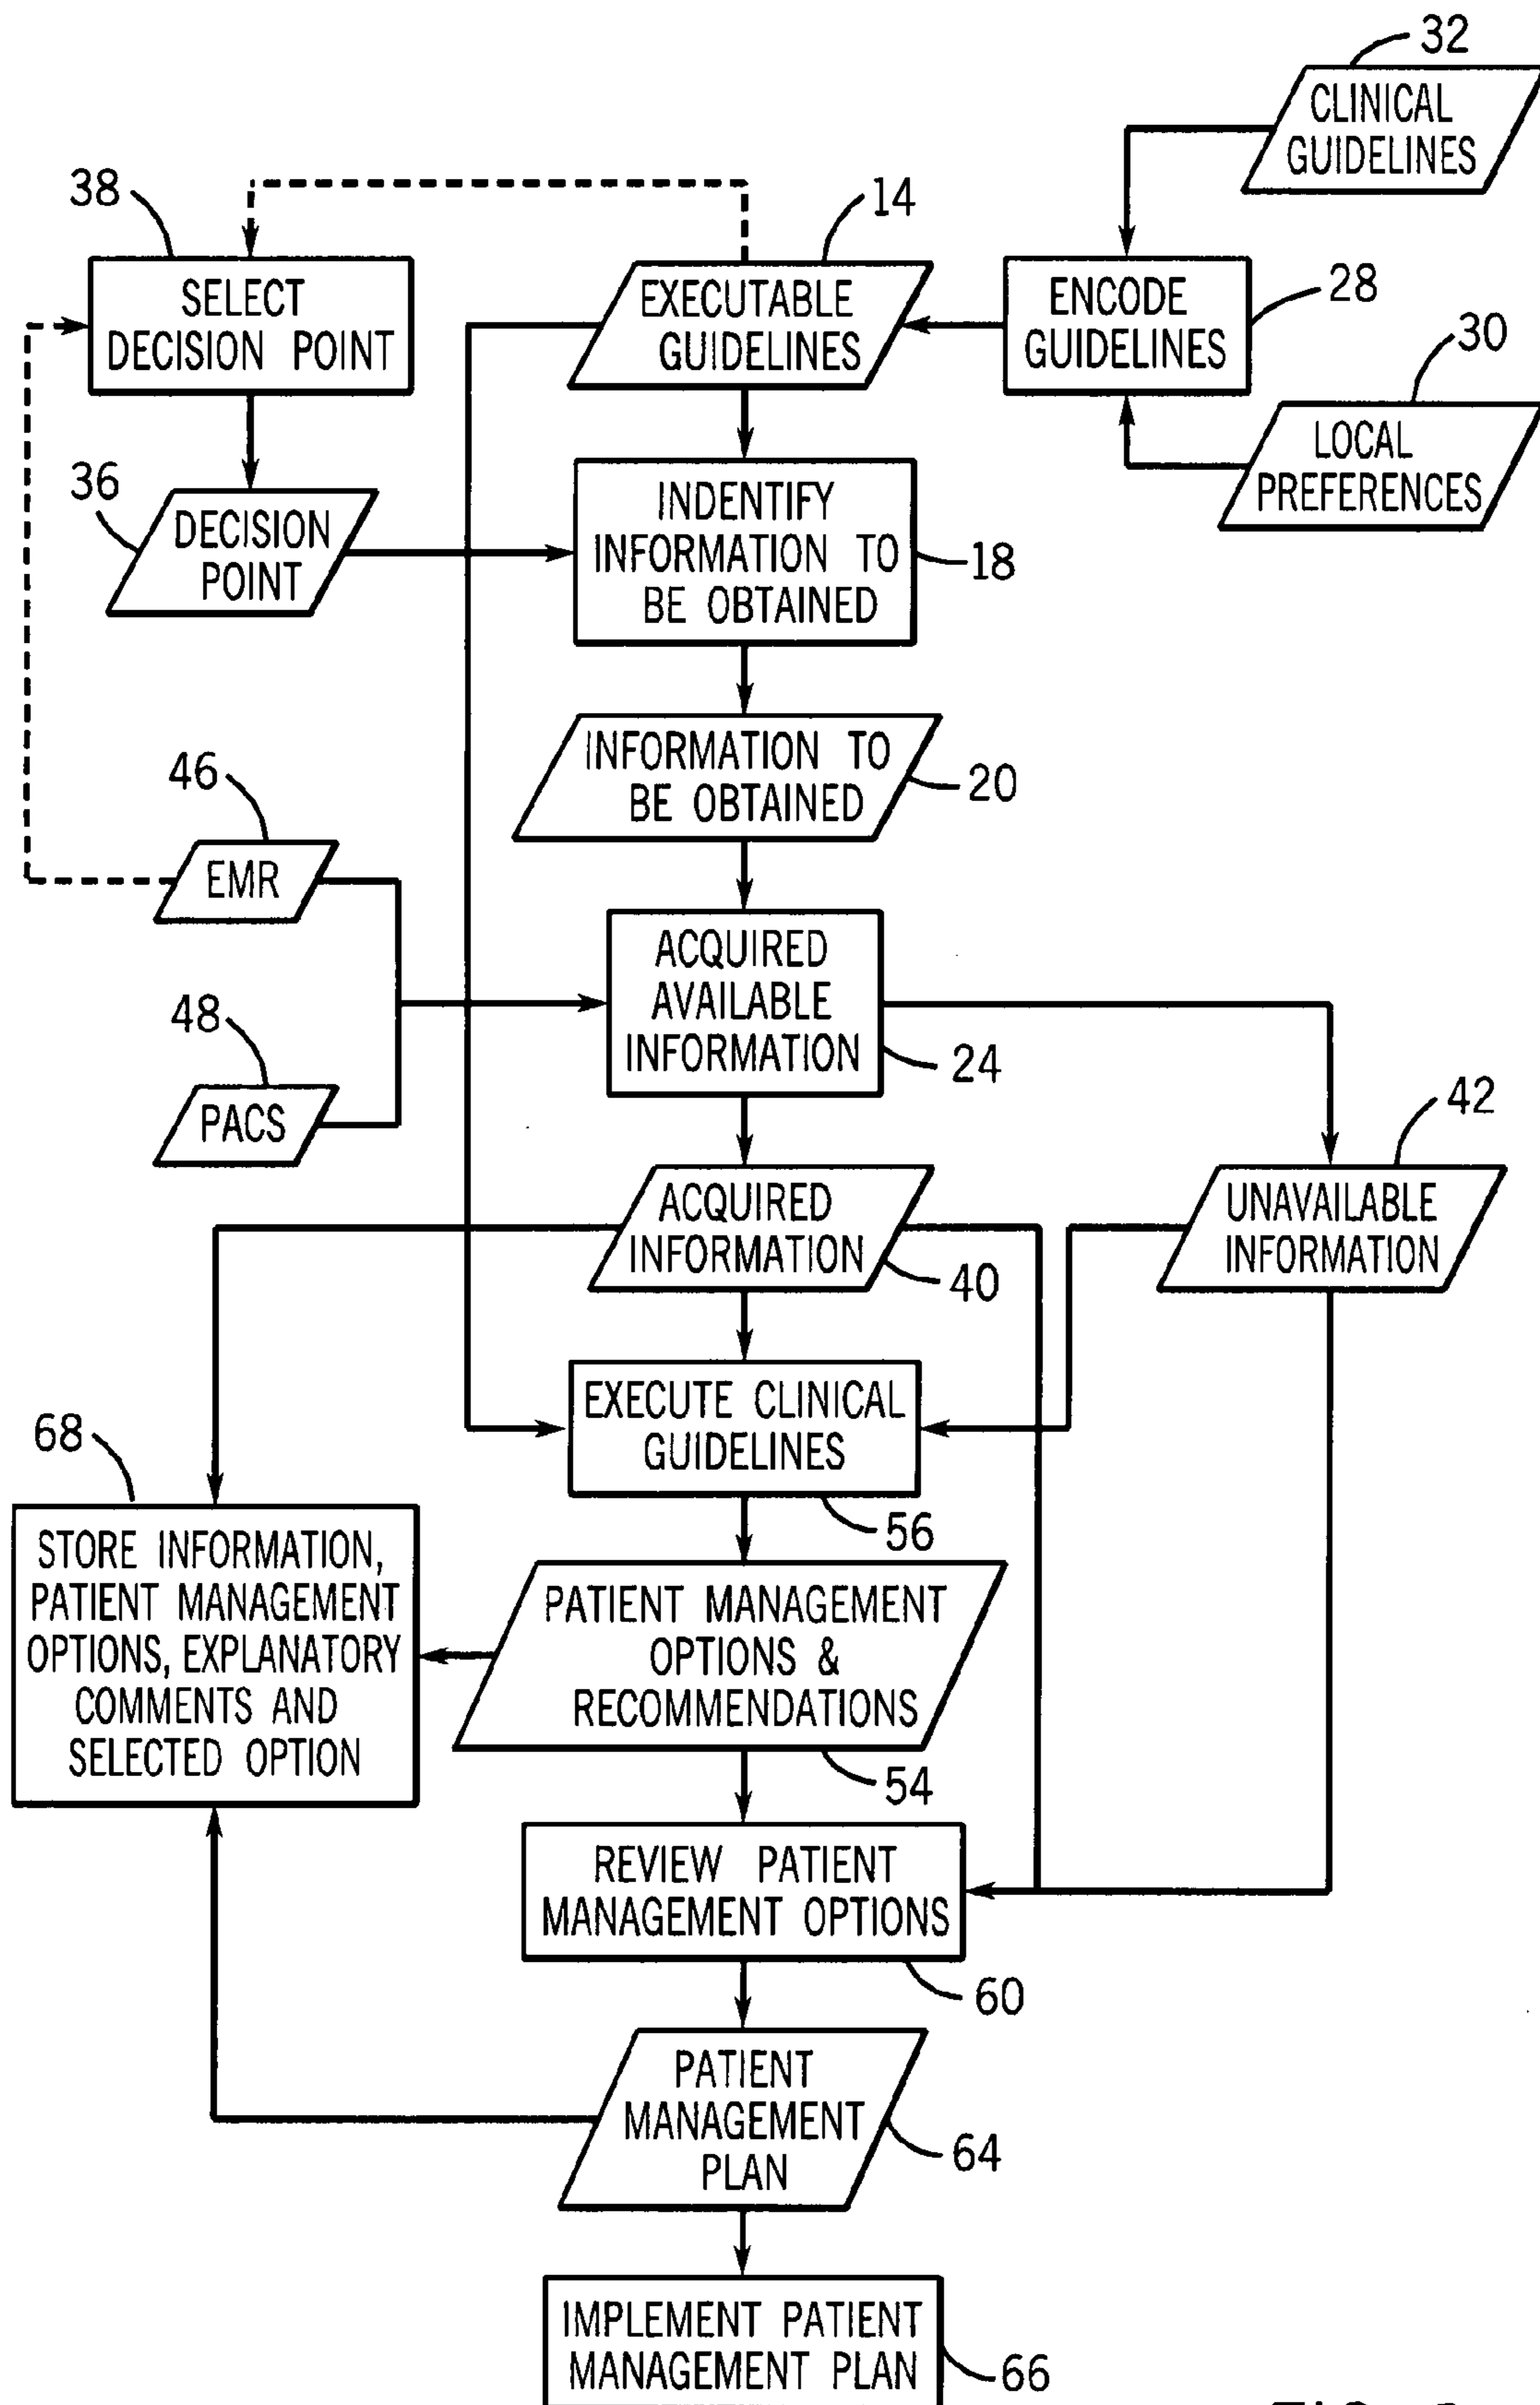 32
CLINICAL
GUIDELINES
38
14
SELECT
DECISION POINT
EXECUTABLE
GUIDELINES
ENCODE
GUIDELINES
28
30
LOCAL
PREFERENCES
36
DECISION
POINT
INDENTIFY
INFORMATION TO
BE OBTAINED
18
INFORMATION TO
BE OBTAINED
20
46
EMR
ACQUIRED
AVAILABLE
INFORMATION
24
48
PACS
42
ACQUIRED
INFORMATION
40
UNAVAILABLE
INFORMATION
EXECUTE CLINICAL
GUIDELINES
56
68
STORE INFORMATION,
PATIENT MANAGEMENT
OPTIONS, EXPLANATORY
COMMENTS AND
SELECTED OPTION
PATIENT MANAGEMENT
OPTIONS &
RECOMMENDATIONS
54
REVIEW PATIENT
MANAGEMENT OPTIONS
60
PATIENT
MANAGEMENT
PLAN
64
IMPLEMENT PATIENT
MANAGEMENT PLAN
66